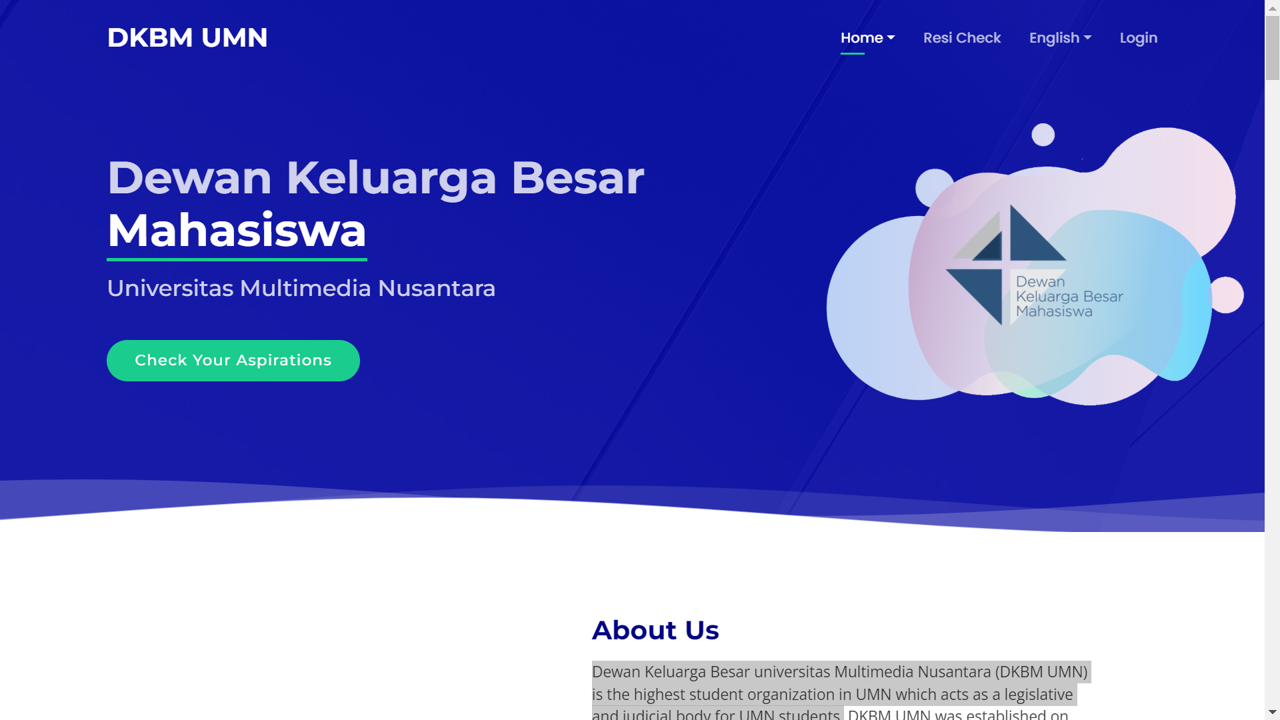 DKBM UMN
Home
Resi Check
English
Login
Dewan Keluarga Besar
Mahasiswa
Universitas Multimedia Nusantara
Check Your Aspirations
Dewan
Keluarga Besar
Mahasiswa
About Us
Dewan Keluarga Besar universitas Multimedia Nusantara (DKBM UMN)
is the highest student organization in UMN which acts as a legislative
and judicial body for UMN students. DKBM UMN was established on